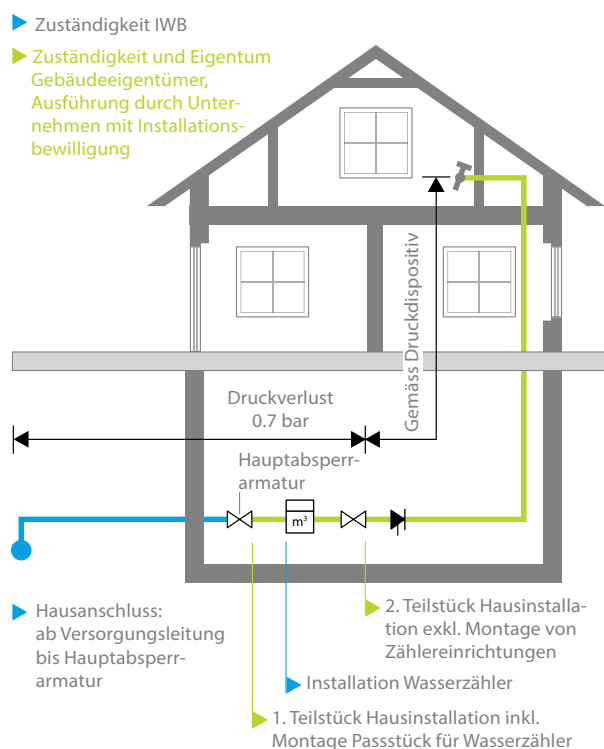 Zuständigkeit IWB
Zuständigkeit und Eigentum
Gebäudeeigentümer,
Ausführung durch Unter-
nehmen mit Installations-
bewilligung
Gemäss Druckdispositiv
Druckverlust
0.7 bar
Hauptabsperr-
armatur
m³
Hausanschluss:
ab Versorgungsleitung
bis Hauptabsperr-
armatur
2. Teilstück Hausinstalla-
tion exkl. Montage von
Zählereinrichtungen
Installation Wasserzähler
1. Teilstück Hausinstallation inkl.
Montage Passstück für Wasserzähler